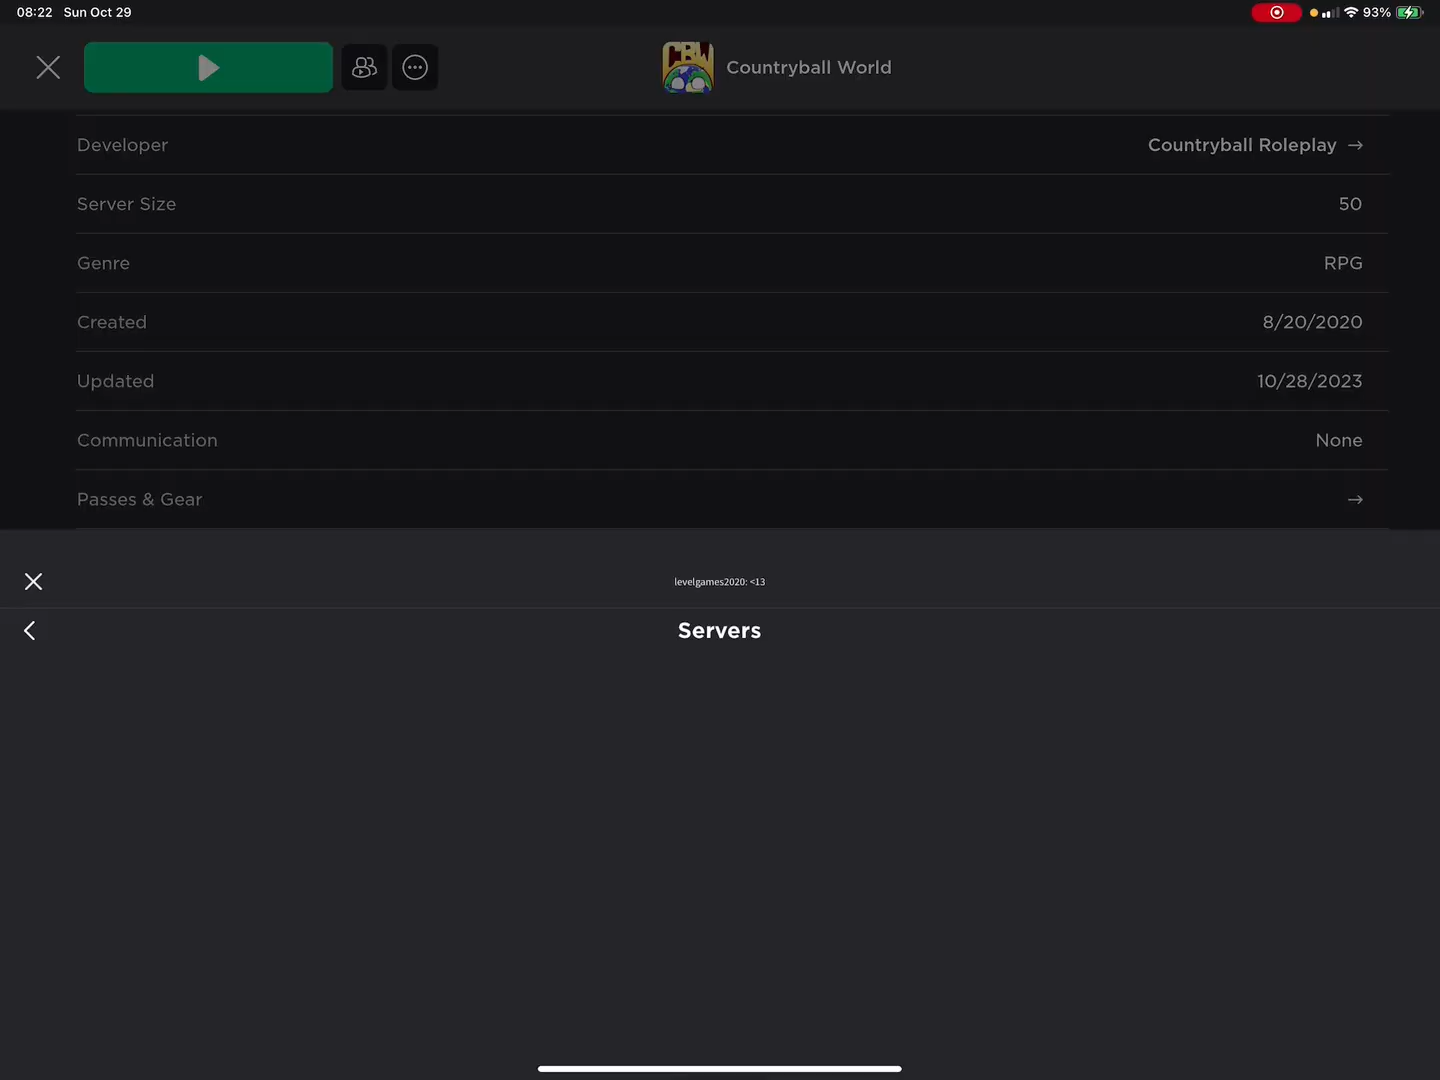 08:22 Sun Oct 29
93%
CBW
Countryball World
Developer
Countryball Roleplay →
Server Size
50
Genre
RPG
Created
8/20/2020
Updated
10/28/2023
Communication
None
Passes & Gear
→
levelgames2020: <13
Servers